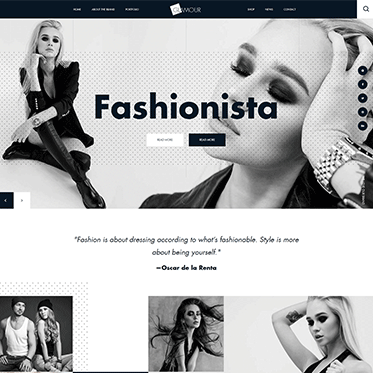 HOME ABOUT THE BRAND PORTFOLIO GLAMOUR SHOP NEWS CONTACT
Fashionista
READ MORE READ MORE
"Fashion is about dressing according to what's fashionable. Style is more
about being yourself."
—Oscar de la Renta